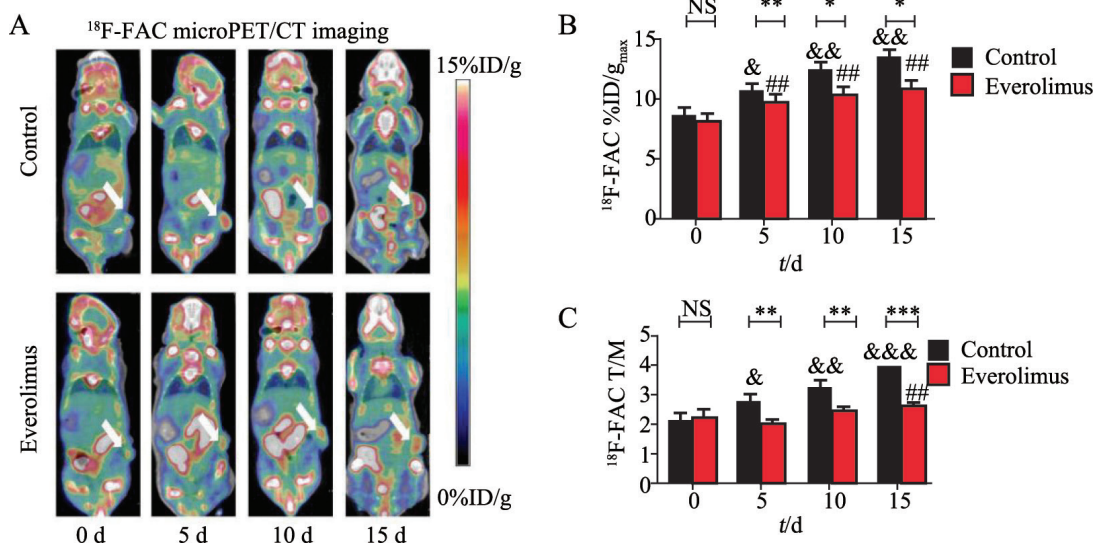 A
¹⁸F-FAC microPET/CT imaging
15%ID/g
Control
Everolimus
0%ID/g
0 d
5 d
10 d
15 d
B
NS
**
*
*
15
10
5
0
¹⁸F-FAC %ID/gmax
&
##
&&
##
&&
##
Control
Everolimus
0
5
10
15
t/d
C
NS
**
**
***
5
4
3
2
1
0
¹⁸F-FAC T/M
&
&&
&&&
##
Control
Everolimus
0
5
10
15
t/d